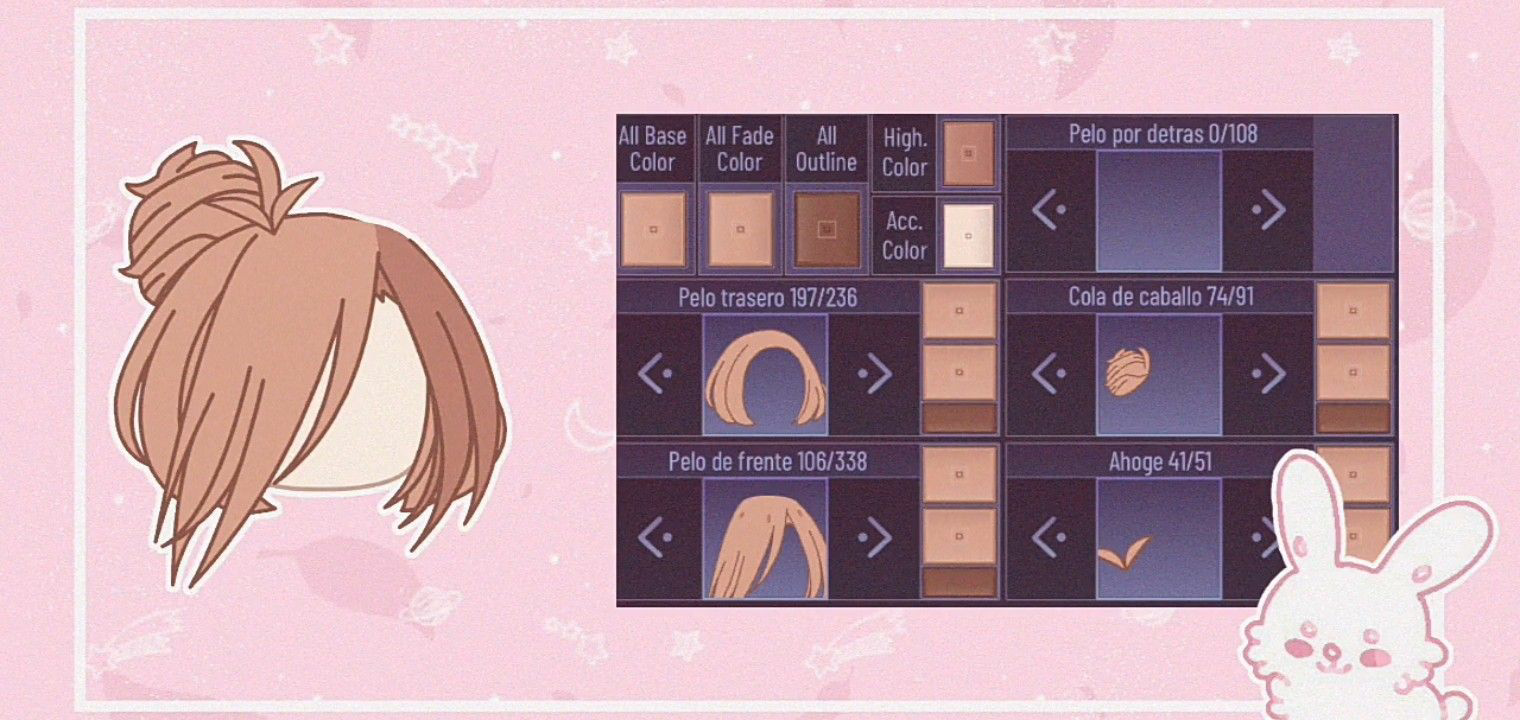 All Base
Color
All Fade
Color
All
Outline
High.
Color
Acc.
Color
Pelo por detras 0/108
Pelo trasero 197/236
Cola de caballo 74/91
Pelo de frente 106/338
Ahoge 41/51